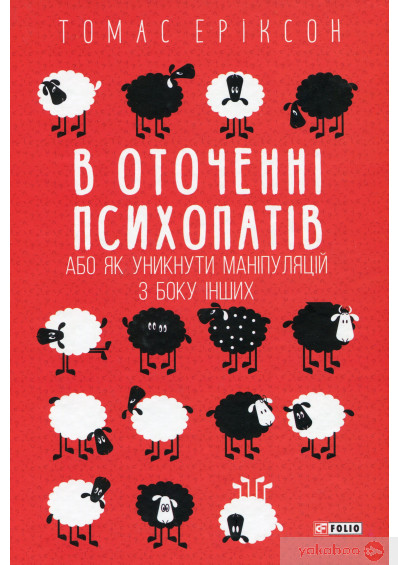 ТОМАС ЕРІКСОН
В ОТОЧЕННІ
ПСИХОПАТІВ
АБО ЯК УНИКНУТИ МАНІПУЛЯЦІЙ
З БОКУ ІНШИХ
FOLIO
yakaboo